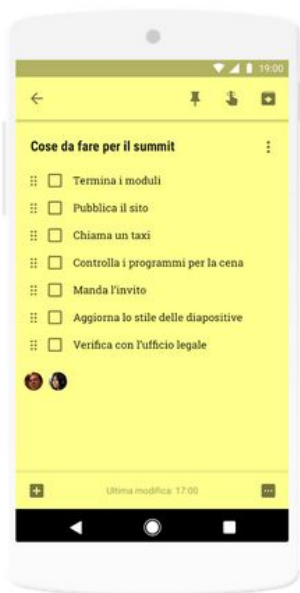 19:00
Cose da fare per il summit
Termina i moduli
Pubblica il sito
Chiama un taxi
Controlla i programmi per la cena
Manda l'invito
Aggiorna lo stile delle diapositive
Verifica con l'ufficio legale
Ultima modifica: 17:00